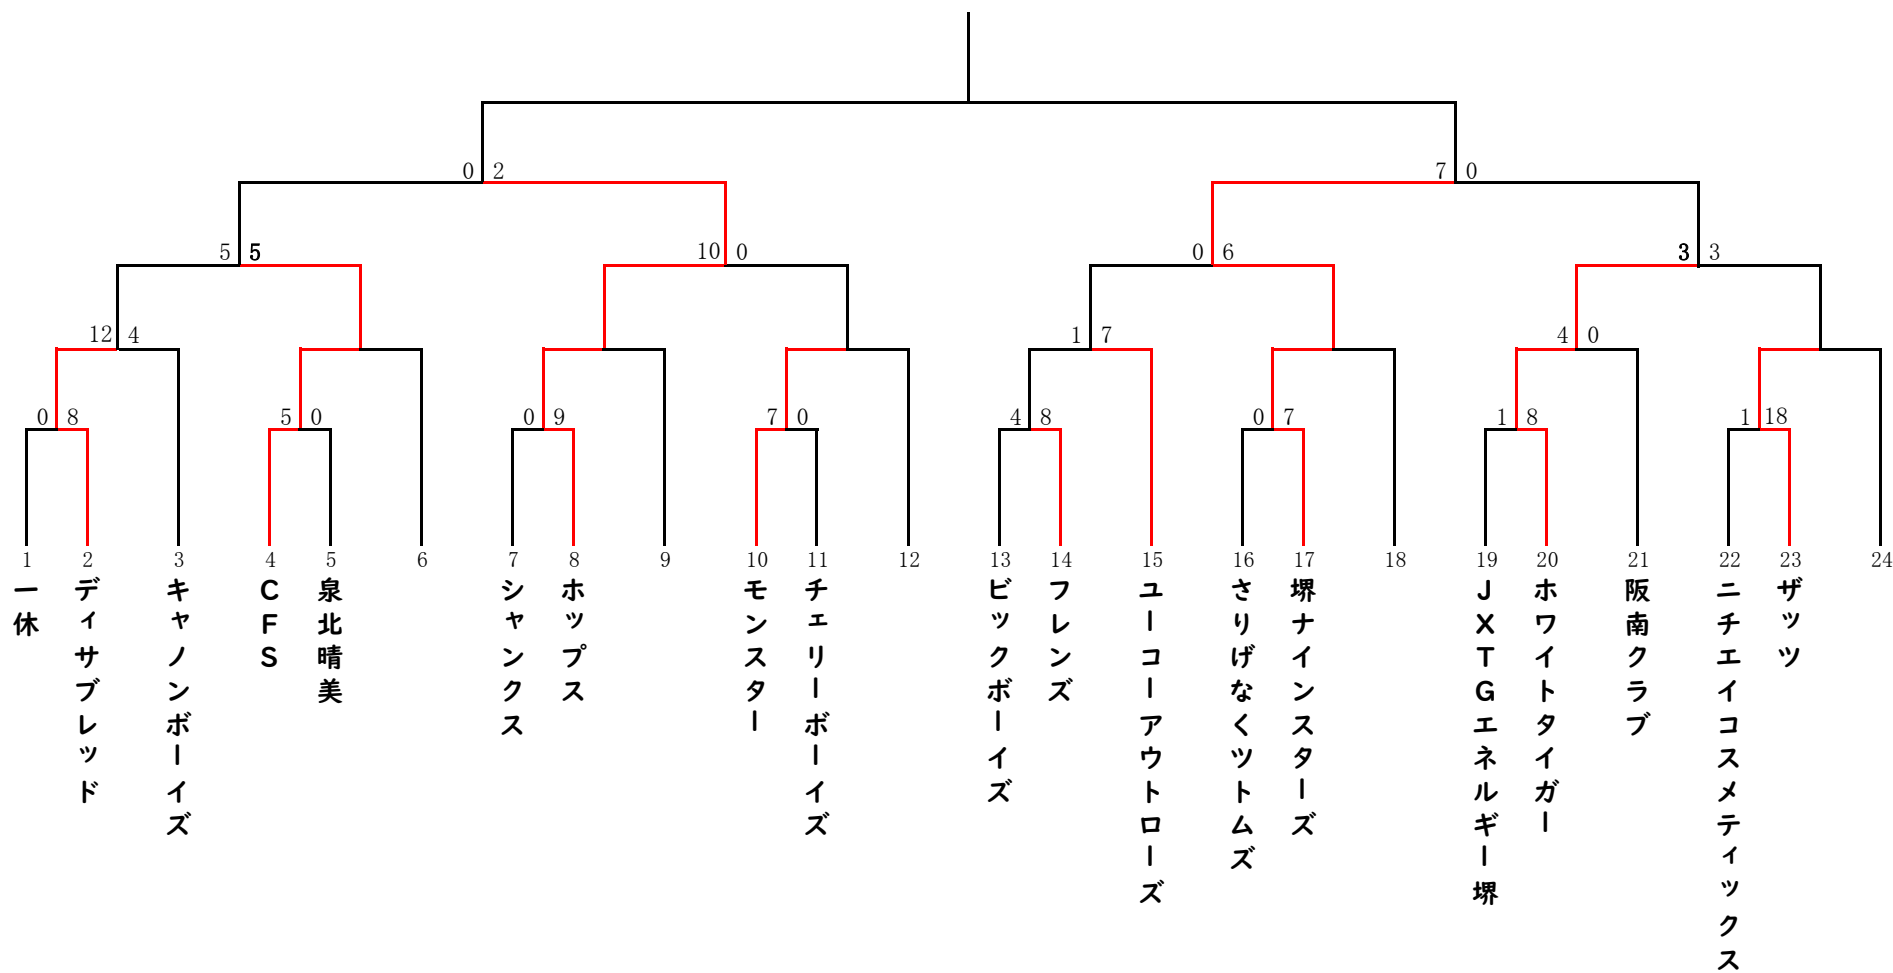 0 2
7 0
5 5
10 0
0 6
3 3
12 4
1 7
4 0
0 8
5 0
0 9
7 0
4 8
0 7
1 8
1 18
1 2 3 4 5 6 7 8 9 10 11 12 13 14 15 16 17 18 19 20 21 22 23 24
一休
ディサブレッド
キャノンボーイズ
ＣＦＳ
泉北晴美
シャンクス
ホップス
モンスター
チェリーボーイズ
ビックボーイズ
フレンズ
ユーコーアウトローズ
さりげなくツトムズ
堺ナインスターズ
ＪＸＴＧエネルギー堺
ホワイトタイガー
阪南クラブ
ニチエイコスメティックス
ザッツ